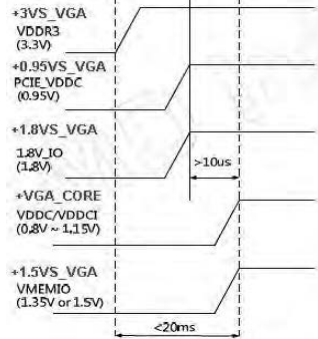 +3VS_VGA
VDDR3
(3.3V)
+0.95VS_VGA
PCIE_VDDC
(0.95V)
+1.8VS_VGA
1.8V_IO
(1.8V)
>10us
+VGA_CORE
VDDC/VDDCI
(0.8V ~ 1.15V)
+1.5VS_VGA
VMEMIO
(1.35V or 1.5V)
<20ms